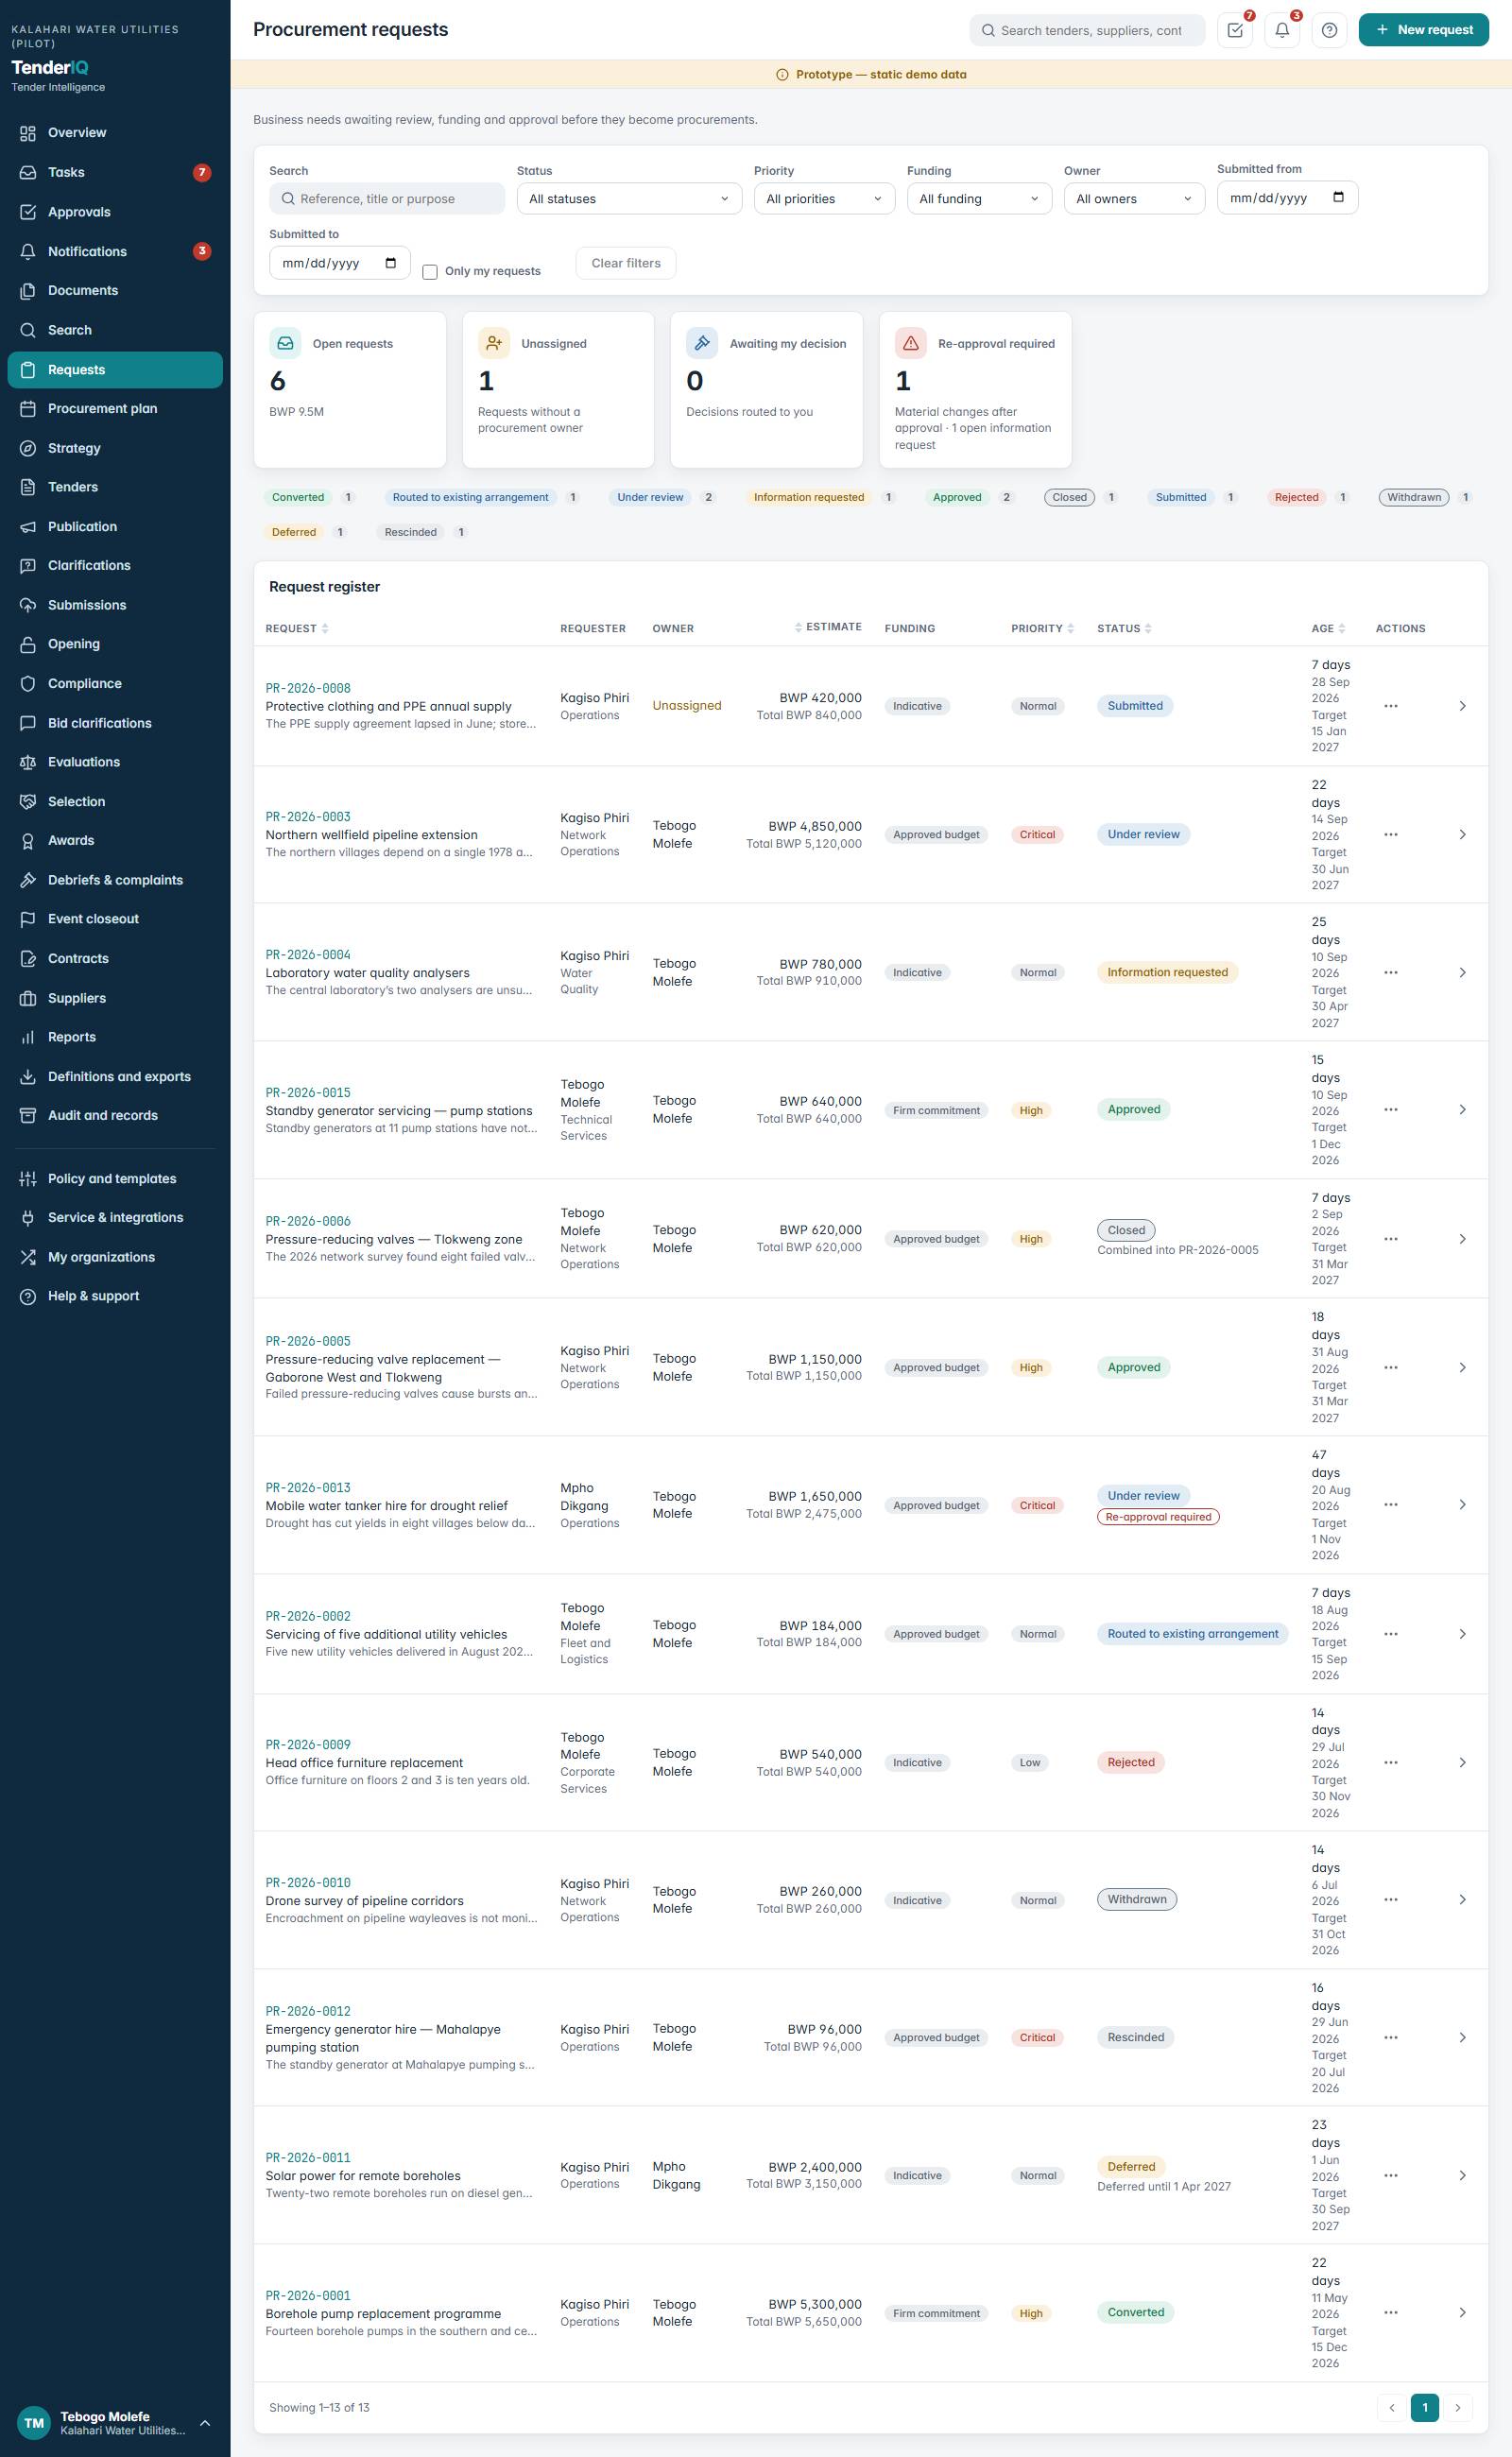 KALAHARI WATER UTILITIES
(PILOT)
TenderIQ
Tender Intelligence
Overview
Tasks 7
Approvals
Notifications 3
Documents
Search
Requests
Procurement plan
Strategy
Tenders
Publication
Clarifications
Submissions
Opening
Compliance
Bid clarifications
Evaluations
Selection
Awards
Debriefs & complaints
Event closeout
Contracts
Suppliers
Reports
Definitions and exports
Audit and records
Policy and templates
Service & integrations
My organizations
Help & support
TM Tebogo Molefe
Kalahari Water Utilities...
Procurement requests
Search tenders, suppliers, cont 7 3 New request
Prototype — static demo data
Business needs awaiting review, funding and approval before they become procurements.
Search Status Priority Funding Owner Submitted from
Reference, title or purpose All statuses All priorities All funding All owners mm/dd/yyyy
Submitted to
mm/dd/yyyy Only my requests Clear filters
Open requests
6
BWP 9.5M
Unassigned
1
Requests without a
procurement owner
Awaiting my decision
0
Decisions routed to you
Re-approval required
1
Material changes after
approval · 1 open information
request
Converted 1 Routed to existing arrangement 1 Under review 2 Information requested 1 Approved 2 Closed 1 Submitted 1 Rejected 1 Withdrawn 1
Deferred 1 Rescinded 1
Request register
REQUEST REQUESTER OWNER ESTIMATE FUNDING PRIORITY STATUS AGE ACTIONS
PR-2026-0008
Protective clothing and PPE annual supply
The PPE supply agreement lapsed in June; store...
Kagiso Phiri
Operations
Unassigned
BWP 420,000
Total BWP 840,000
Indicative
Normal
Submitted
7 days
28 Sep
2026
Target
15 Jan
2027
PR-2026-0003
Northern wellfield pipeline extension
The northern villages depend on a single 1978 a...
Kagiso Phiri
Network
Operations
Tebogo
Molefe
BWP 4,850,000
Total BWP 5,120,000
Approved budget
Critical
Under review
22
days
14 Sep
2026
Target
30 Jun
2027
PR-2026-0004
Laboratory water quality analysers
The central laboratory's two analysers are unsu...
Kagiso Phiri
Water
Quality
Tebogo
Molefe
BWP 780,000
Total BWP 910,000
Indicative
Normal
Information requested
25
days
10 Sep
2026
Target
30 Apr
2027
PR-2026-0015
Standby generator servicing — pump stations
Standby generators at 11 pump stations have not...
Tebogo
Molefe
Technical
Services
Tebogo
Molefe
BWP 640,000
Total BWP 640,000
Firm commitment
High
Approved
15
days
10 Sep
2026
Target
1 Dec
2026
PR-2026-0006
Pressure-reducing valves — Tlokweng zone
The 2026 network survey found eight failed valv...
Tebogo
Molefe
Network
Operations
Tebogo
Molefe
BWP 620,000
Total BWP 620,000
Approved budget
High
Closed
Combined into PR-2026-0005
7 days
2 Sep
2026
Target
31 Mar
2027
PR-2026-0005
Pressure-reducing valve replacement —
Gaborone West and Tlokweng
Failed pressure-reducing valves cause bursts an...
Kagiso Phiri
Network
Operations
Tebogo
Molefe
BWP 1,150,000
Total BWP 1,150,000
Approved budget
High
Approved
18
days
31 Aug
2026
Target
31 Mar
2027
PR-2026-0013
Mobile water tanker hire for drought relief
Drought has cut yields in eight villages below da...
Mpho
Dikgang
Operations
Tebogo
Molefe
BWP 1,650,000
Total BWP 2,475,000
Approved budget
Critical
Under review
Re-approval required
47
days
20 Aug
2026
Target
1 Nov
2026
PR-2026-0002
Servicing of five additional utility vehicles
Five new utility vehicles delivered in August 202...
Tebogo
Molefe
Fleet and
Logistics
Tebogo
Molefe
BWP 184,000
Total BWP 184,000
Approved budget
Normal
Routed to existing arrangement
7 days
18 Aug
2026
Target
15 Sep
2026
PR-2026-0009
Head office furniture replacement
Office furniture on floors 2 and 3 is ten years old.
Tebogo
Molefe
Corporate
Services
Tebogo
Molefe
BWP 540,000
Total BWP 540,000
Indicative
Low
Rejected
14
days
29 Jul
2026
Target
30 Nov
2026
PR-2026-0010
Drone survey of pipeline corridors
Encroachment on pipeline wayleaves is not moni...
Kagiso Phiri
Network
Operations
Tebogo
Molefe
BWP 260,000
Total BWP 260,000
Indicative
Normal
Withdrawn
14
days
6 Jul
2026
Target
31 Oct
2026
PR-2026-0012
Emergency generator hire — Mahalapye
pumping station
The standby generator at Mahalapye pumping s...
Kagiso Phiri
Operations
Tebogo
Molefe
BWP 96,000
Total BWP 96,000
Approved budget
Critical
Rescinded
16
days
29 Jun
2026
Target
20 Jul
2026
PR-2026-0011
Solar power for remote boreholes
Twenty-two remote boreholes run on diesel gen...
Kagiso Phiri
Operations
Mpho
Dikgang
BWP 2,400,000
Total BWP 3,150,000
Indicative
Normal
Deferred
Deferred until 1 Apr 2027
23
days
1 Jun
2026
Target
30 Sep
2027
PR-2026-0001
Borehole pump replacement programme
Fourteen borehole pumps in the southern and ce...
Kagiso Phiri
Operations
Tebogo
Molefe
BWP 5,300,000
Total BWP 5,650,000
Firm commitment
High
Converted
22
days
11 May
2026
Target
15 Dec
2026
Showing 1–13 of 13
1